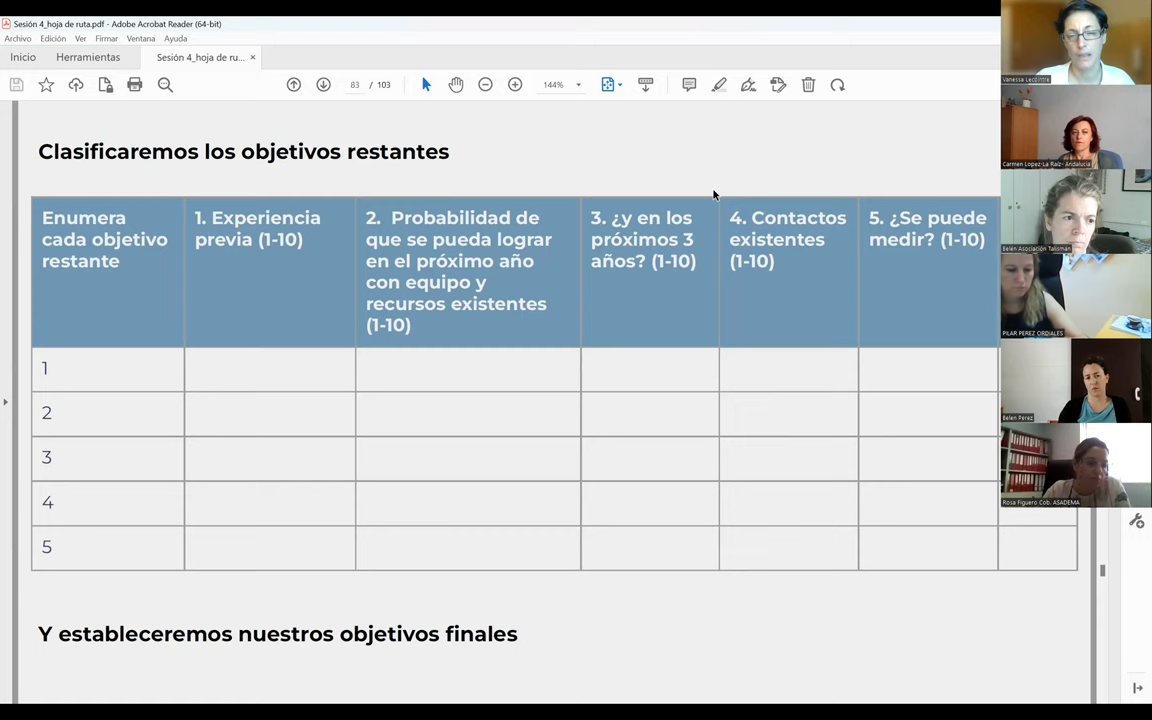 Sesión 4_hoja de ruta.pdf - Adobe Acrobat Reader (64-bit)
Archivo Edición Ver Firmar Ventana Ayuda
Inicio Herramientas Sesión 4_hoja de ru... ×
83 / 103 144%
Clasificaremos los objetivos restantes
Enumera
cada objetivo
restante
1. Experiencia
previa (1-10)
2. Probabilidad de
que se pueda lograr
en el próximo año
con equipo y
recursos existentes
(1-10)
3. ¿y en los
próximos 3
años? (1-10)
4. Contactos
existentes
(1-10)
5. ¿Se puede
medir? (1-10)
1
2
3
4
5
Y estableceremos nuestros objetivos finales
Vanessa Lecointre
Carmen Lopez-La Raíz- Andalucia
Belén Asociación Talismán
PILAR PEREZ ORDIALES
Belen Perez
Rosa Figuero Cob. ASADEMA